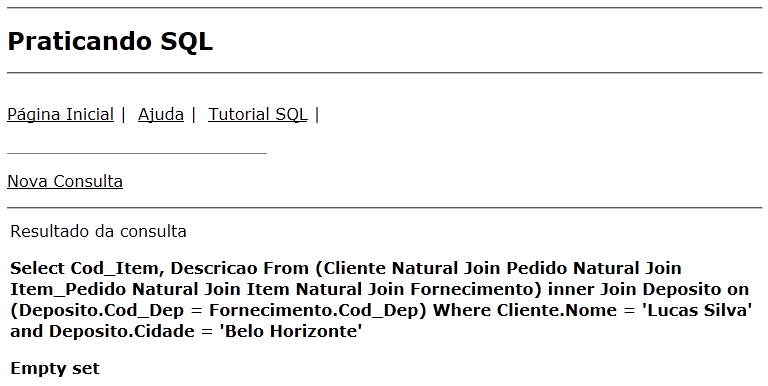 Praticando SQL
Página Inicial | Ajuda | Tutorial SQL |
Nova Consulta
Resultado da consulta
Select Cod_Item, Descricao From (Cliente Natural Join Pedido Natural Join
Item_Pedido Natural Join Item Natural Join Fornecimento) inner Join Deposito on
(Deposito.Cod_Dep = Fornecimento.Cod_Dep) Where Cliente.Nome = 'Lucas Silva'
and Deposito.Cidade = 'Belo Horizonte'
Empty set